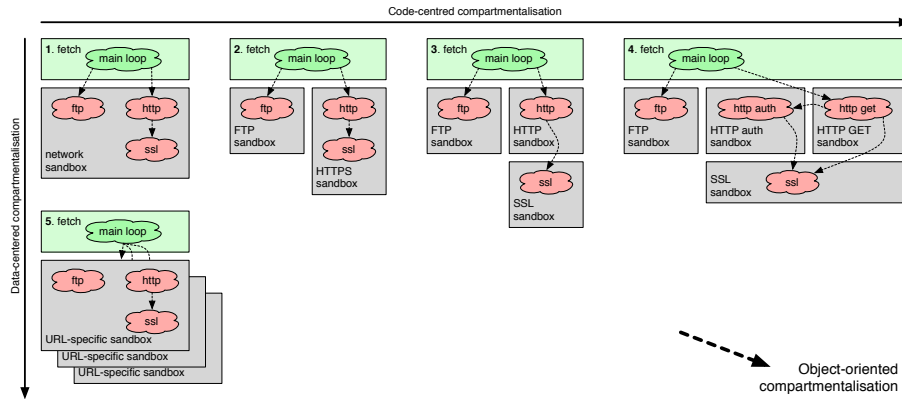 Code-centred compartmentalisation
Data-centered compartmentalisation
1. fetch
main loop
ftp
http
ssl
network
sandbox
2. fetch
main loop
ftp
FTP
sandbox
http
ssl
HTTPS
sandbox
3. fetch
main loop
ftp
FTP
sandbox
http
HTTP
sandbox
ssl
SSL
sandbox
4. fetch
main loop
ftp
FTP
sandbox
http auth
HTTP auth
sandbox
http get
HTTP GET
sandbox
SSL
sandbox
ssl
5. fetch
main loop
ftp
http
ssl
URL-specific sandbox
URL-specific sandbox
URL-specific sandbox
Object-oriented
compartmentalisation